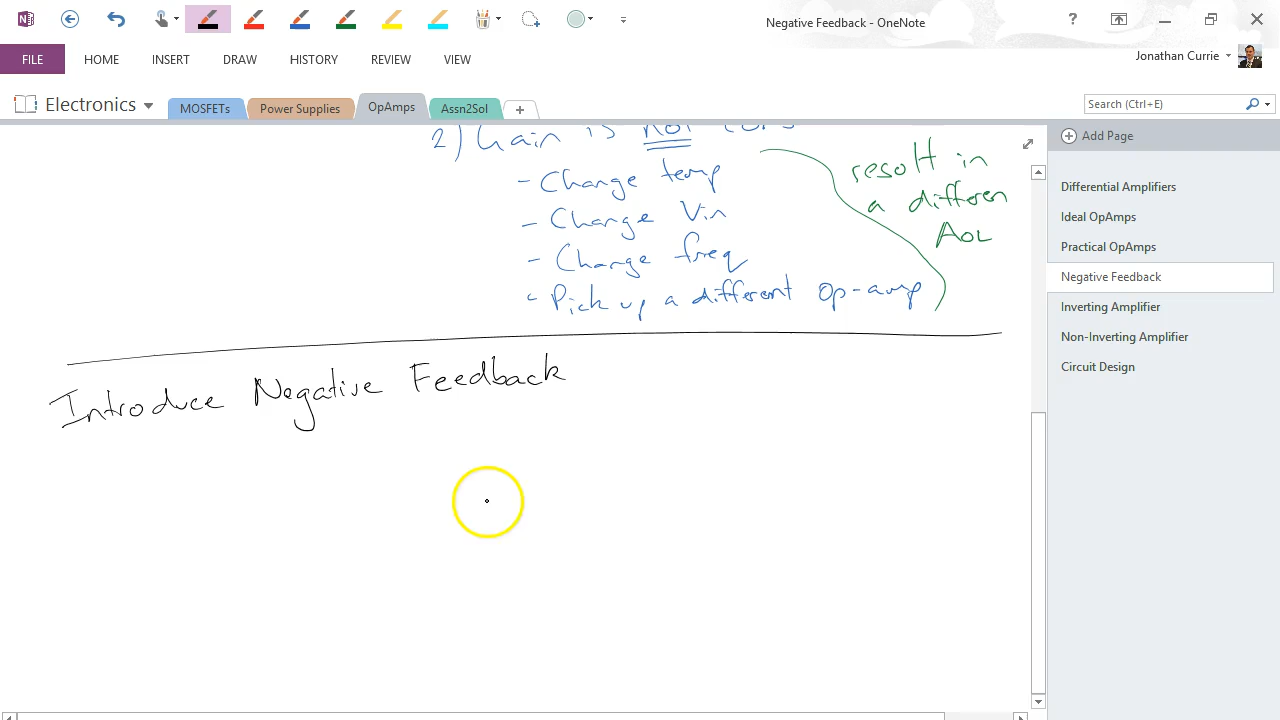 Negative Feedback - OneNote
?
FILE HOME INSERT DRAW HISTORY REVIEW VIEW
Jonathan Currie
Electronics
MOSFETs Power Supplies OpAmps Assn2Sol +
Search (Ctrl+E)
Add Page
Differential Amplifiers
Ideal OpAmps
Practical OpAmps
Negative Feedback
Inverting Amplifier
Non-Inverting Amplifier
Circuit Design
2) Gain is not
- Change temp
- Change Vin
- Change freq
- Pick up a different Op-amp
result in
a differen
AOL
Introduce Negative Feedback